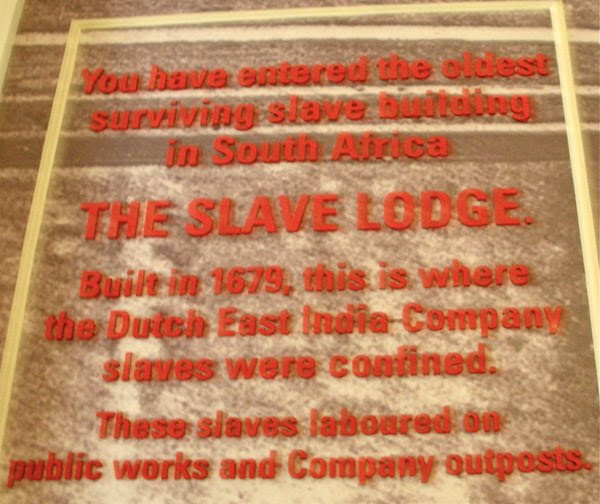 You have entered the oldest
surviving slave building
in South Africa
THE SLAVE LODGE.
Built in 1679, this is where
the Dutch East India Company
slaves were confined.
These slaves laboured on
public works and Company outposts.